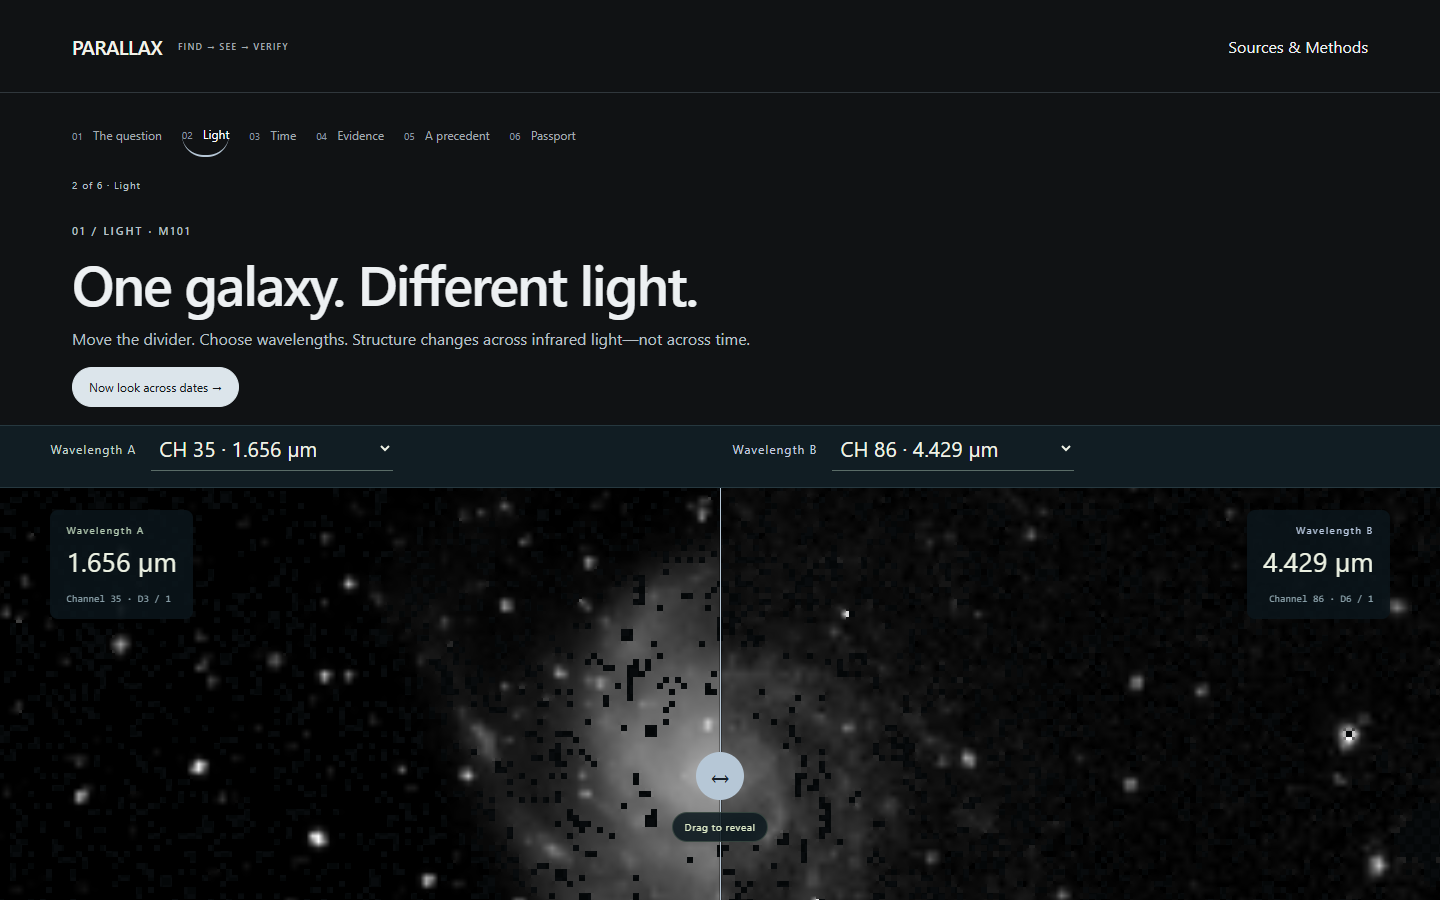 PARALLAX FIND → SEE → VERIFY Sources & Methods
01 The question 02 Light 03 Time 04 Evidence 05 A precedent 06 Passport
2 of 6 · Light
01 / LIGHT · M101
One galaxy. Different light.
Move the divider. Choose wavelengths. Structure changes across infrared light—not across time.
Now look across dates →
Wavelength A CH 35 · 1.656 µm Wavelength B CH 86 · 4.429 µm
Wavelength A
1.656 µm
Channel 35 · D3 / 1
Wavelength B
4.429 µm
Channel 86 · D6 / 1
Drag to reveal